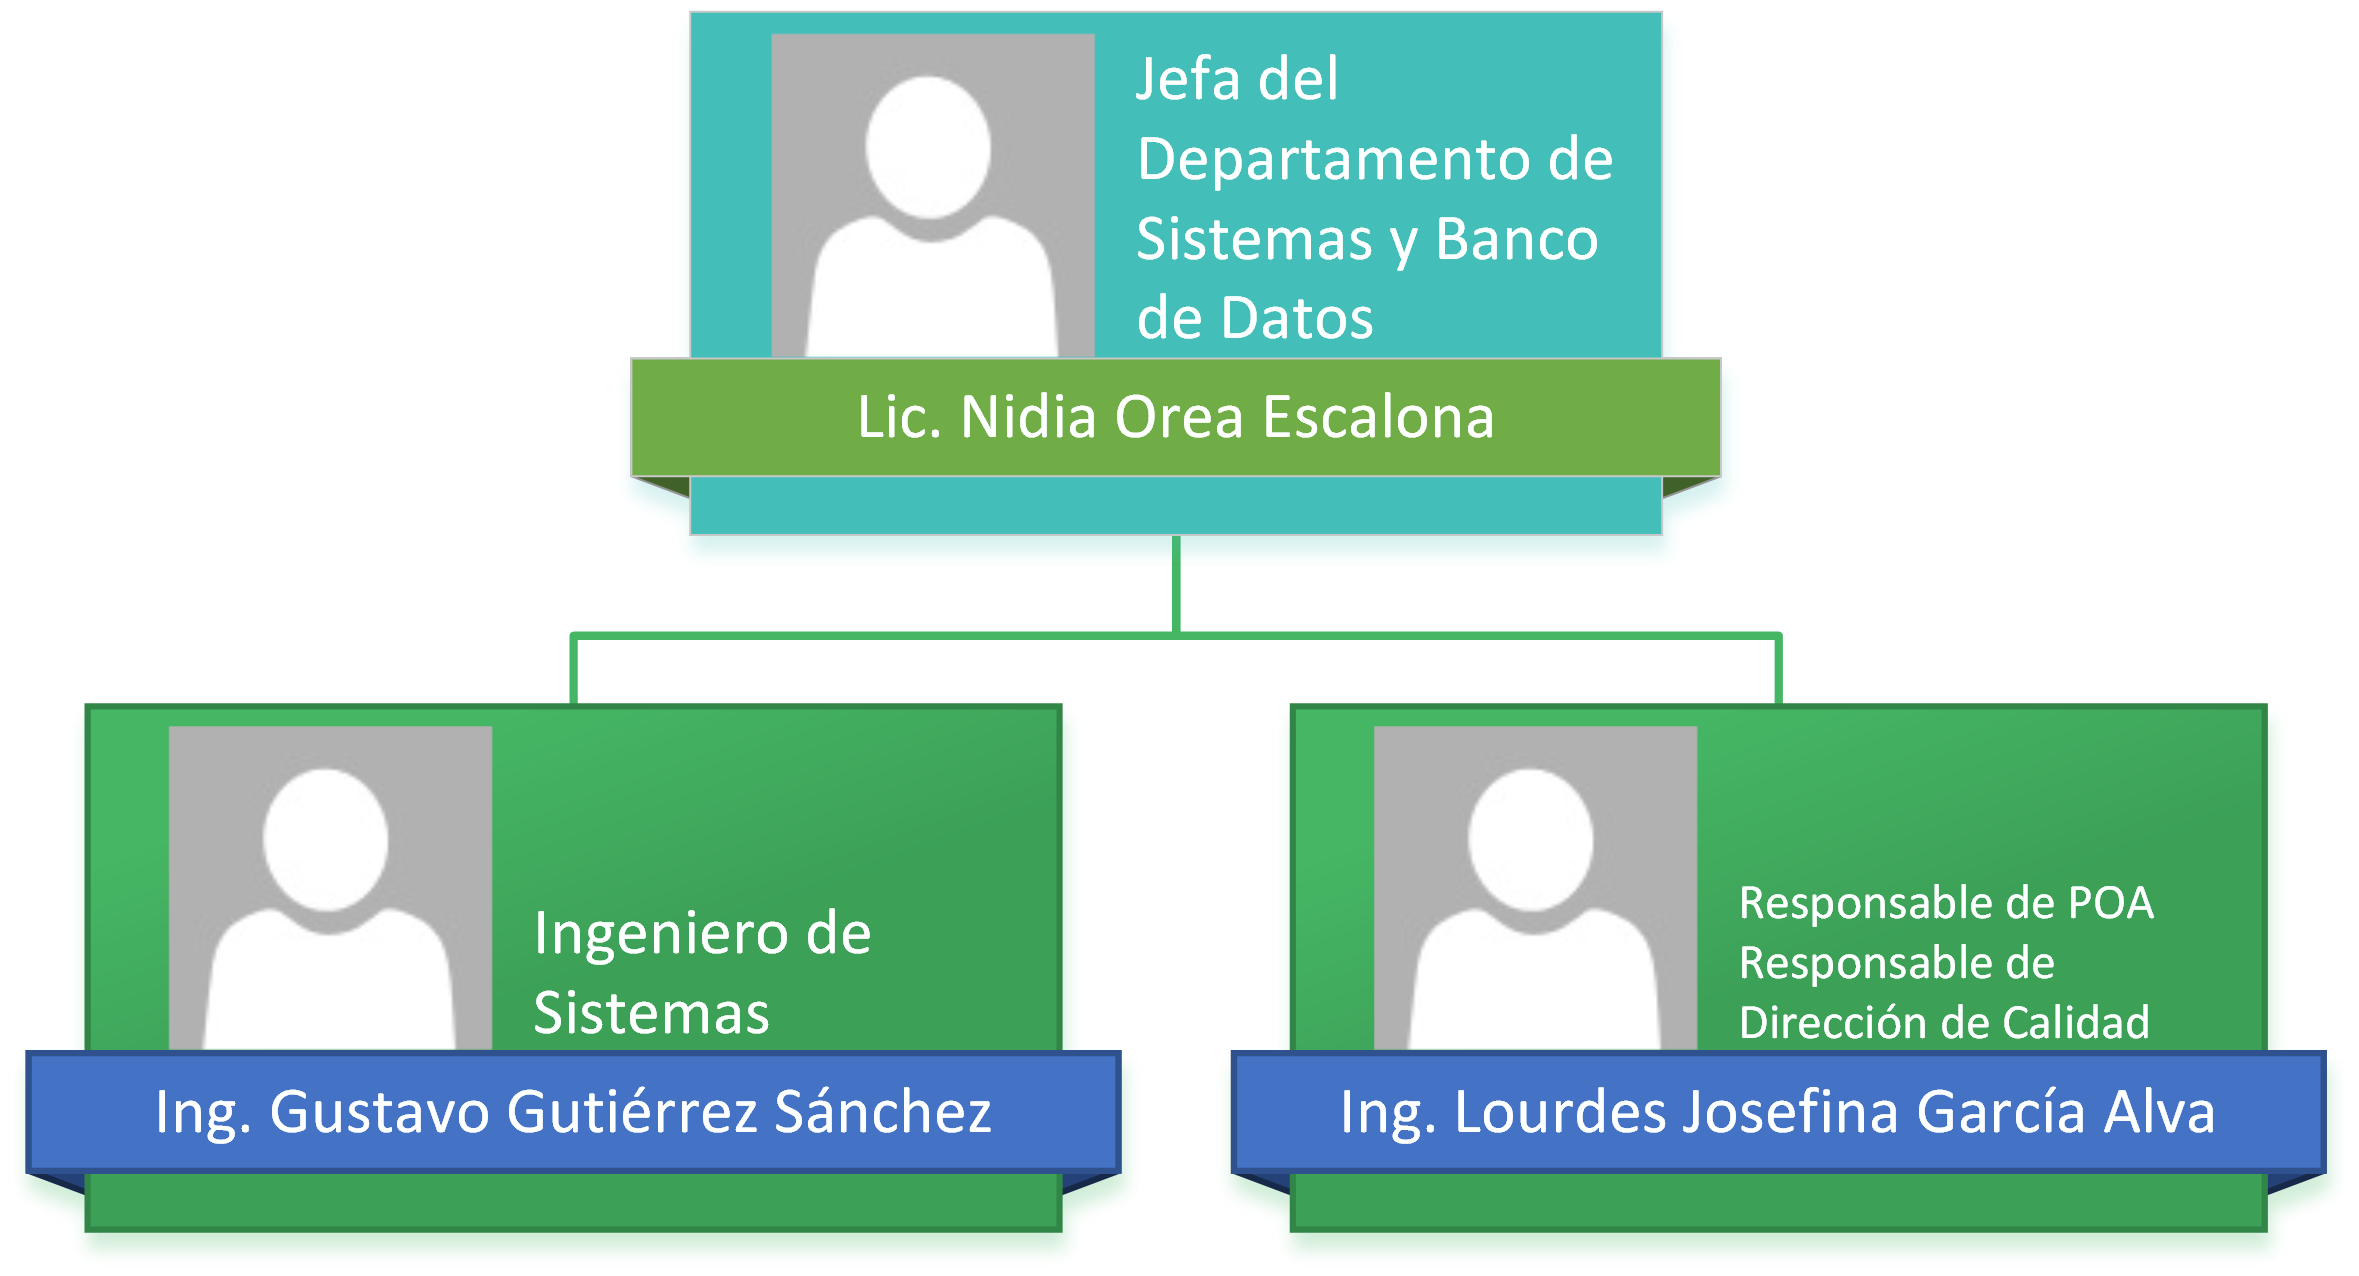 Jefa del
Departamento de
Sistemas y Banco
de Datos
Lic. Nidia Orea Escalona
Ingeniero de
Sistemas
Ing. Gustavo Gutiérrez Sánchez
Responsable de POA
Responsable de
Dirección de Calidad
Ing. Lourdes Josefina García Alva